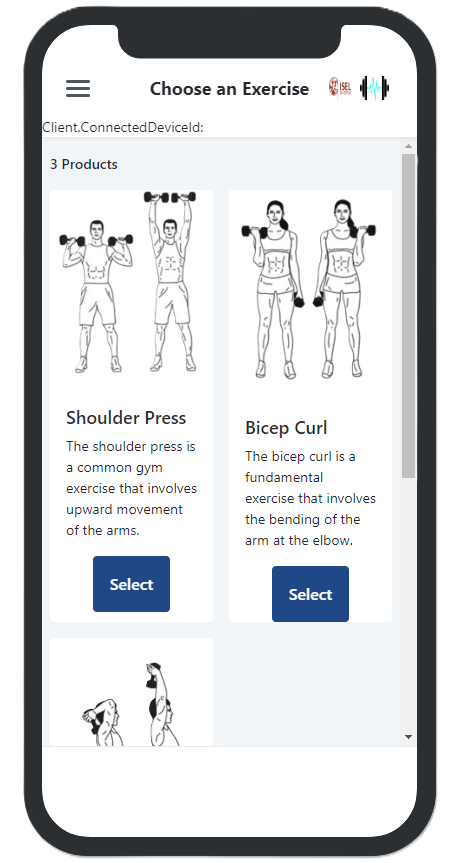 Choose an Exercise
ISEL
Client.ConnectedDeviceId:
3 Products
Shoulder Press
The shoulder press is
a common gym
exercise that involves
upward movement
of the arms.
Select
Bicep Curl
The bicep curl is a
fundamental
exercise that involves
the bending of the
arm at the elbow.
Select